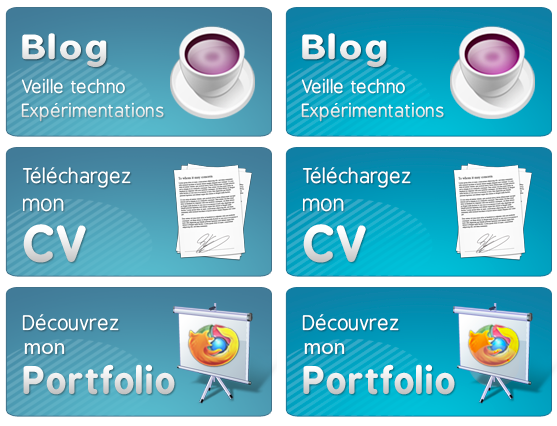 Blog
Veille techno
Expérimentations
Blog
Veille techno
Expérimentations
Téléchargez
mon
CV
Téléchargez
mon
CV
Découvrez
mon
Portfolio
Découvrez
mon
Portfolio